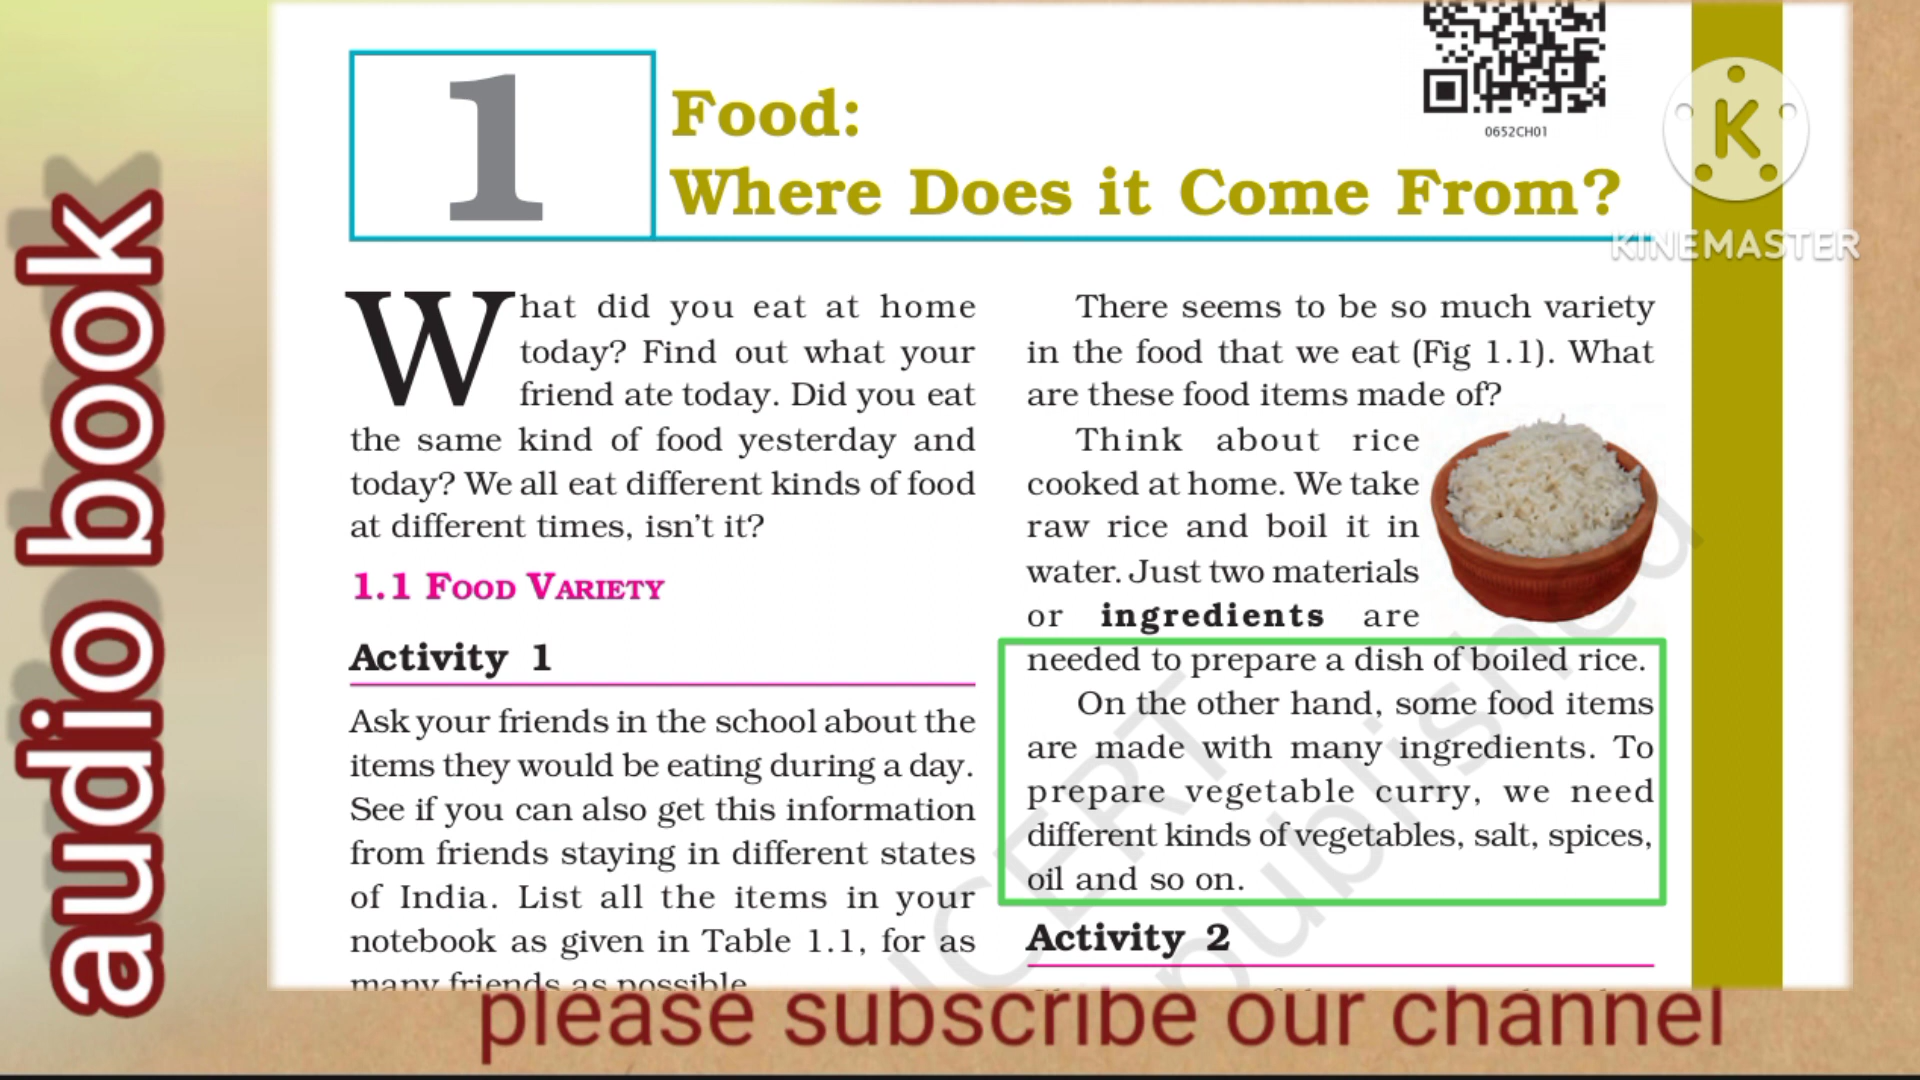 audio book
1
Food:
Where Does it Come From?
0652CH01
K
KINEMASTER
What did you eat at home
today? Find out what your
friend ate today. Did you eat
the same kind of food yesterday and
today? We all eat different kinds of food
at different times, isn't it?
1.1 FOOD VARIETY
Activity 1
Ask your friends in the school about the
items they would be eating during a day.
See if you can also get this information
from friends staying in different states
of India. List all the items in your
notebook as given in Table 1.1, for as
many friends as possible.
There seems to be so much variety
in the food that we eat (Fig 1.1). What
are these food items made of?
Think about rice
cooked at home. We take
raw rice and boil it in
water. Just two materials
or ingredients are
needed to prepare a dish of boiled rice.
On the other hand, some food items
are made with many ingredients. To
prepare vegetable curry, we need
different kinds of vegetables, salt, spices,
oil and so on.
Activity 2
please subscribe our channel